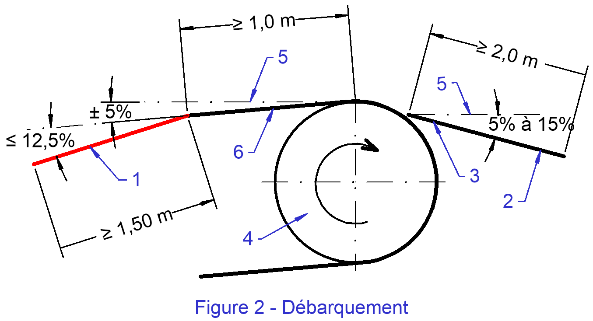 ≥ 1,0 m
≥ 2,0 m
5
5
± 5%
5% à 15%
≤ 12,5%
6
1
3
2
≥ 1,50 m
4
Figure 2 - Débarquement